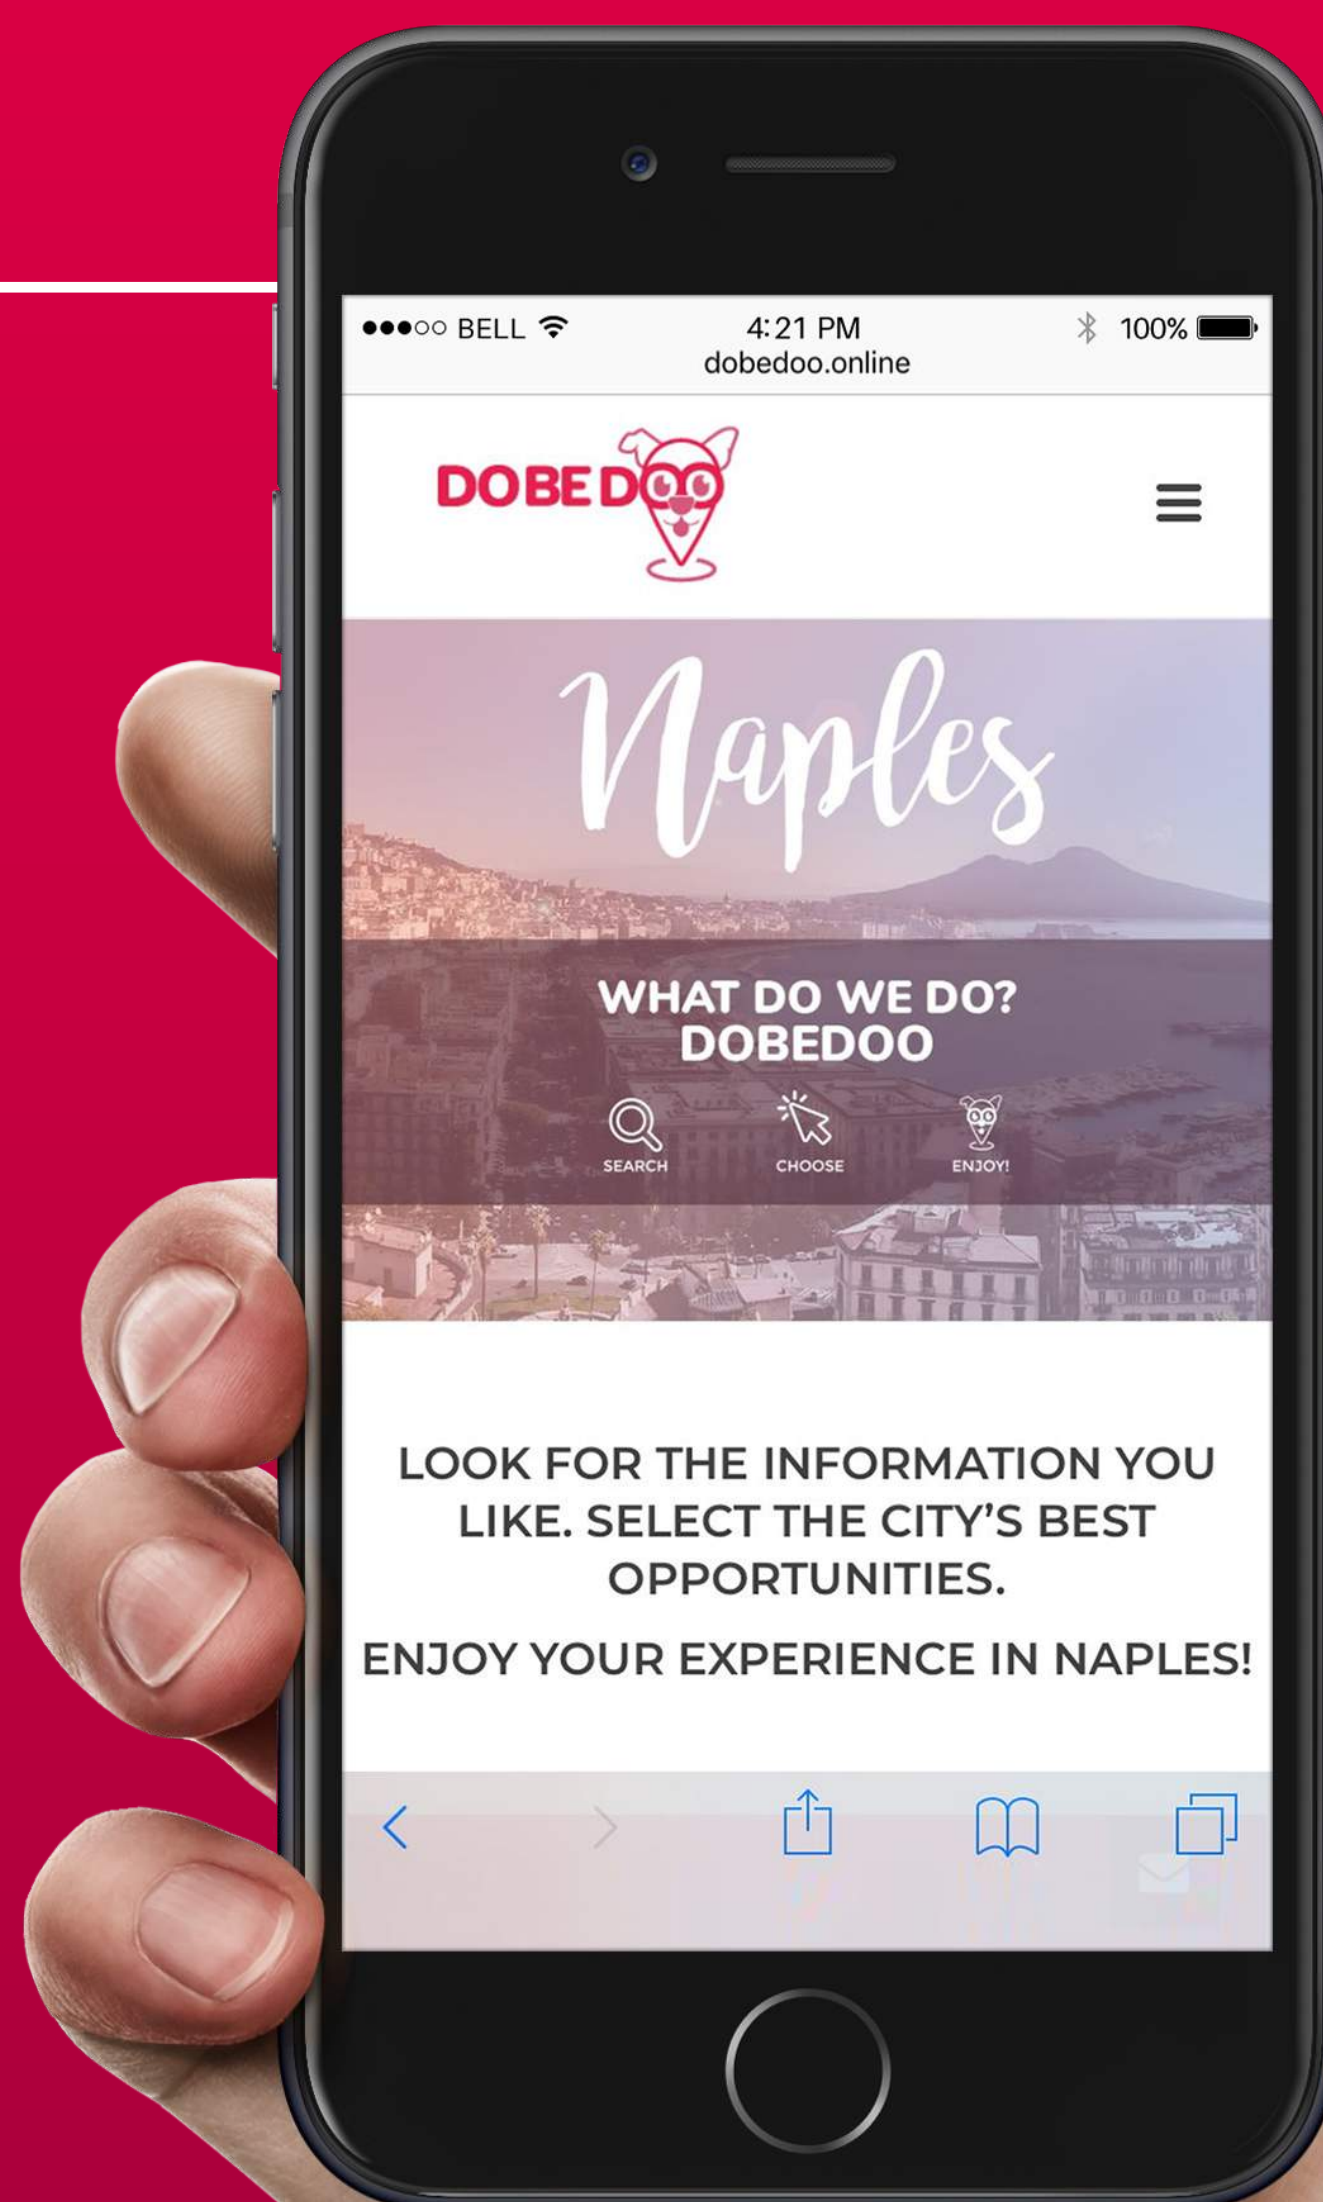 BELL
4:21 PM
100%
dobedoo.online
DOBEDOO
Naples
WHAT DO WE DO?
DOBEDOO
SEARCH
CHOOSE
ENJOY!
LOOK FOR THE INFORMATION YOU
LIKE. SELECT THE CITY'S BEST
OPPORTUNITIES.
ENJOY YOUR EXPERIENCE IN NAPLES!